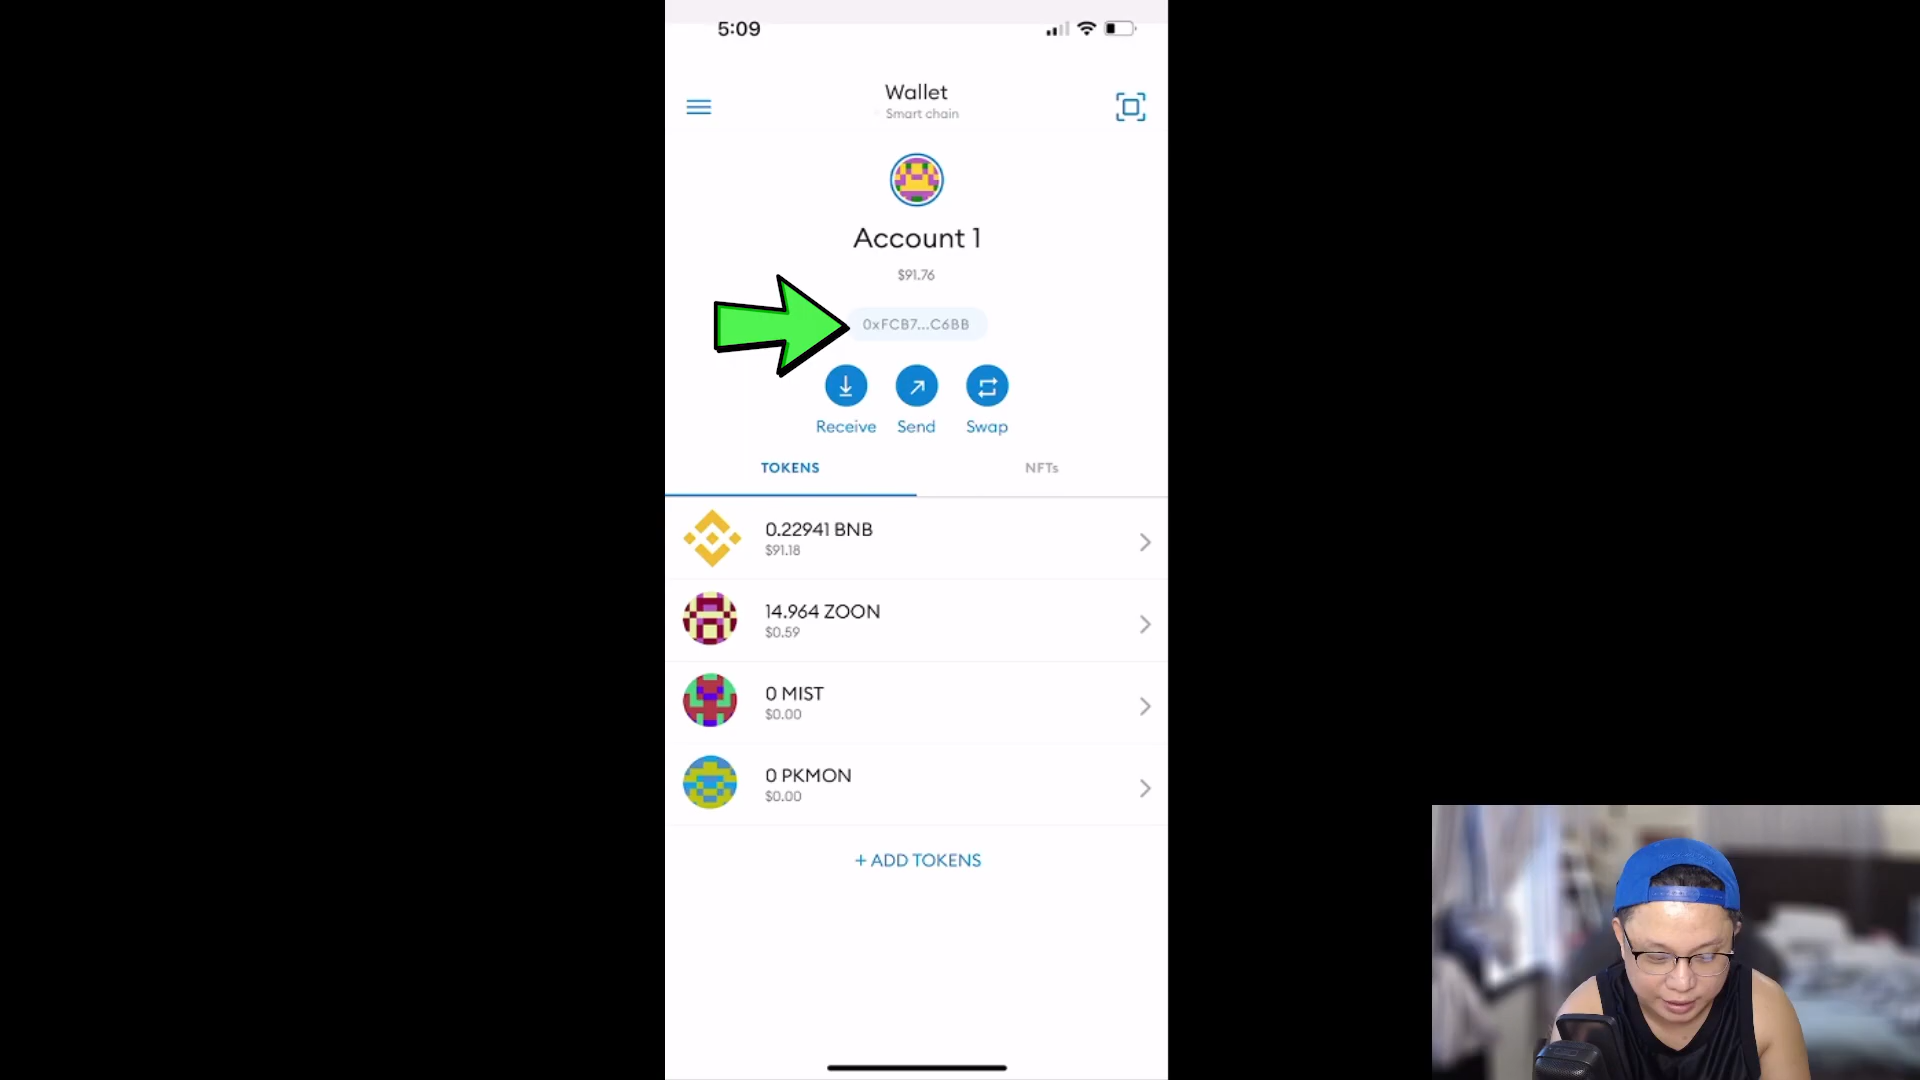 5:09
Wallet
Smart chain
Account 1
$91.76
0xFCB7...C6BB
Receive Send Swap
TOKENS NFTs
0.22941 BNB
$91.18
14.964 ZOON
$0.59
0 MIST
$0.00
0 PKMON
$0.00
+ ADD TOKENS